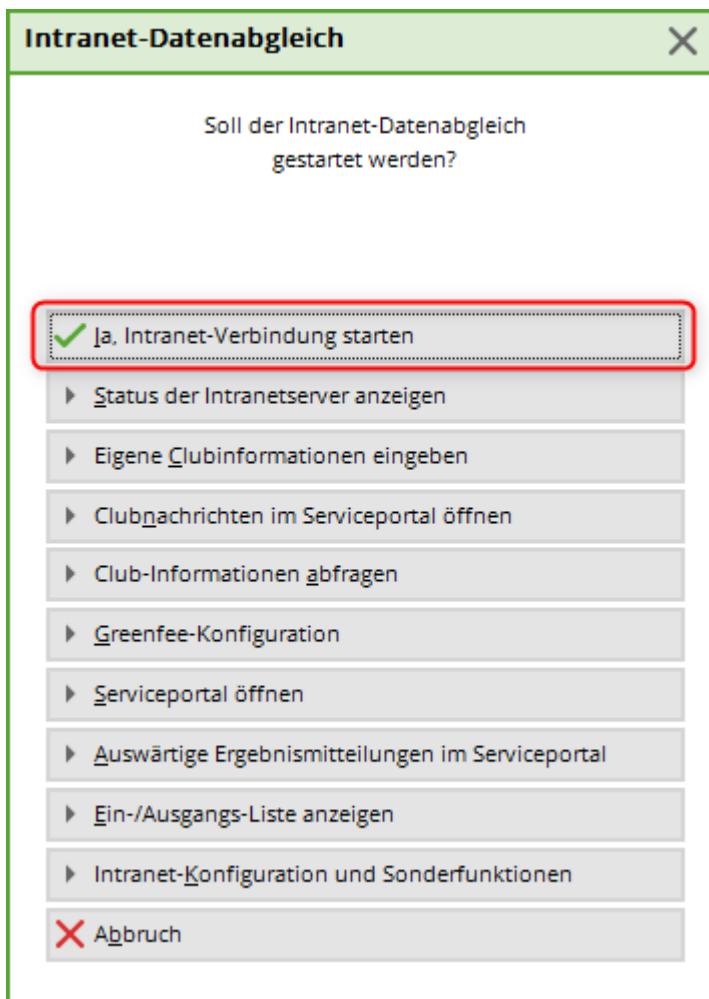 Intranet-Datenabgleich
Soll der Intranet-Datenabgleich
gestartet werden?
Ja, Intranet-Verbindung starten
Status der Intranetserver anzeigen
Eigene Clubinformationen eingeben
Clubnachrichten im Serviceportal öffnen
Club-Informationen abfragen
Greenfee-Konfiguration
Serviceportal öffnen
Auswärtige Ergebnismitteilungen im Serviceportal
Ein-/Ausgangs-Liste anzeigen
Intranet-Konfiguration und Sonderfunktionen
Abbruch